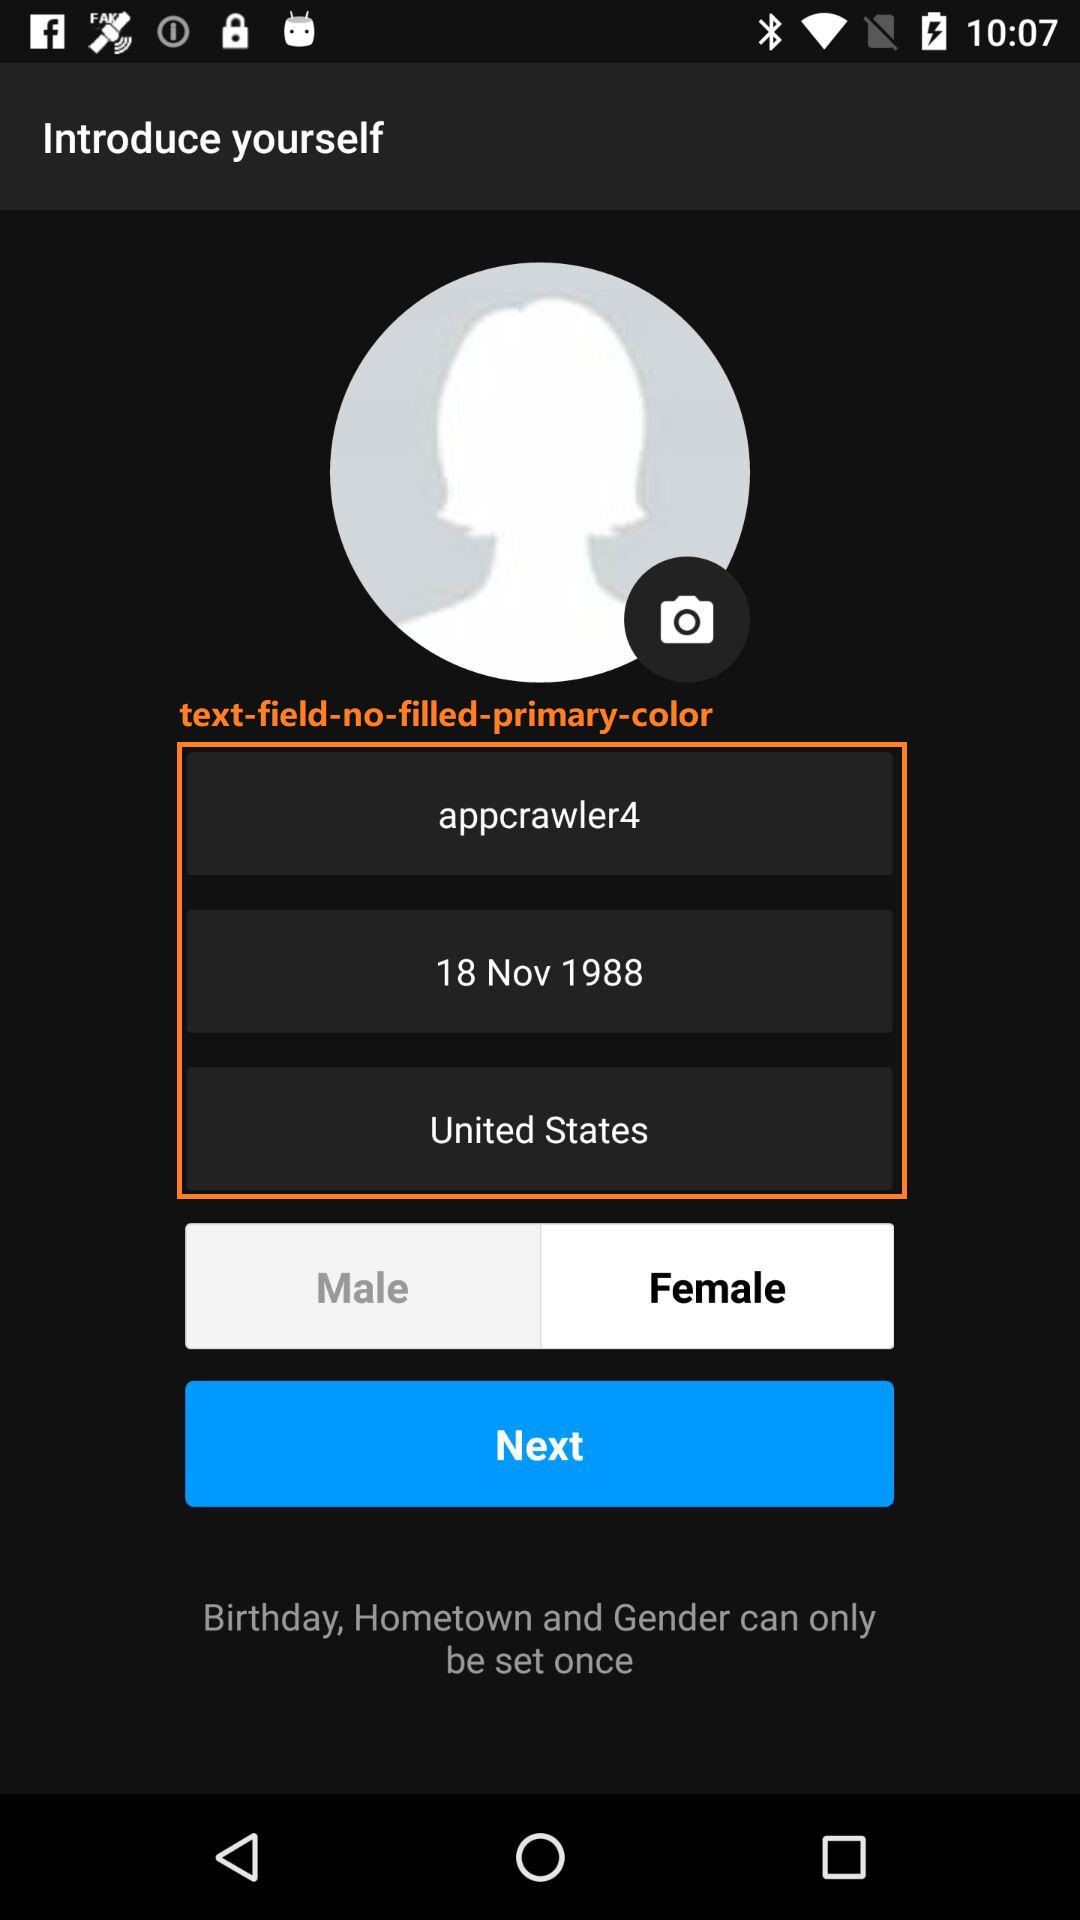 FAK
10:07
Introduce yourself
text-field-no-filled-primary-color
appcrawler4
18 Nov 1988
United States
Male
Female
Next
Birthday, Hometown and Gender can only
be set once